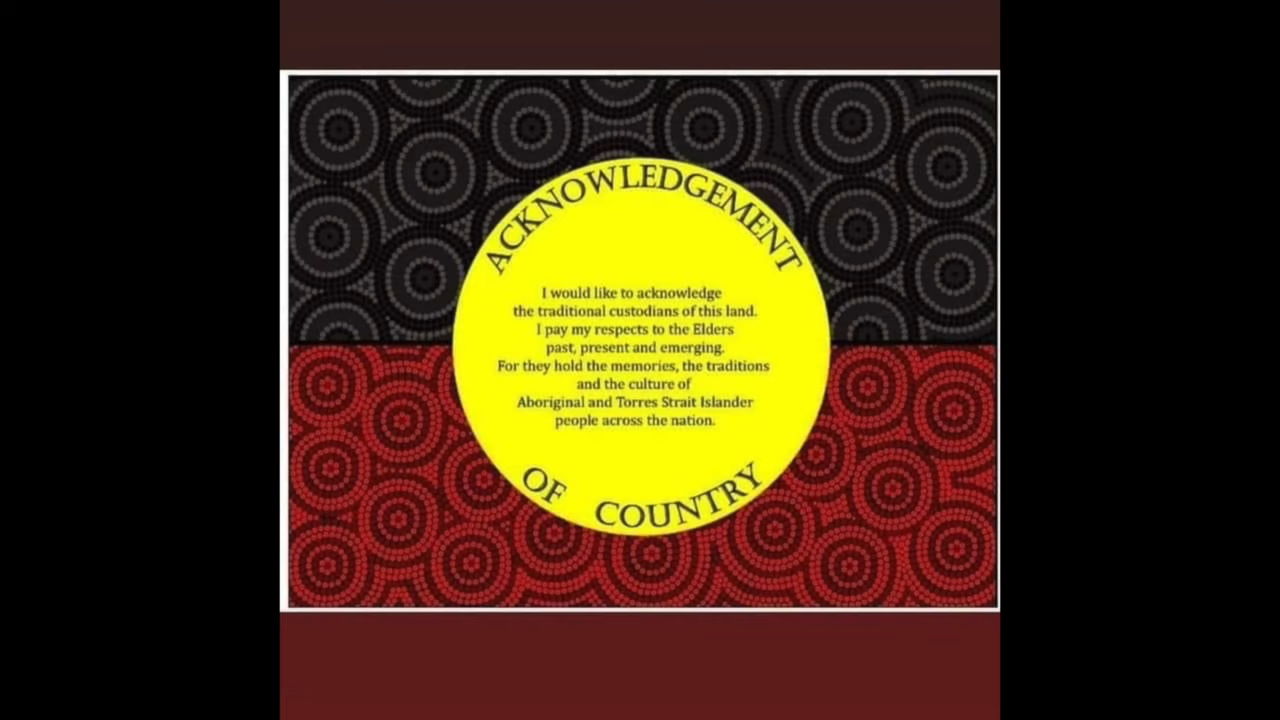 ACKNOWLEDGEMENT
I would like to acknowledge
the traditional custodians of this land.
I pay my respects to the Elders
past, present and emerging.
For they hold the memories, the traditions
and the culture of
Aboriginal and Torres Strait Islander
people across the nation.
OF COUNTRY